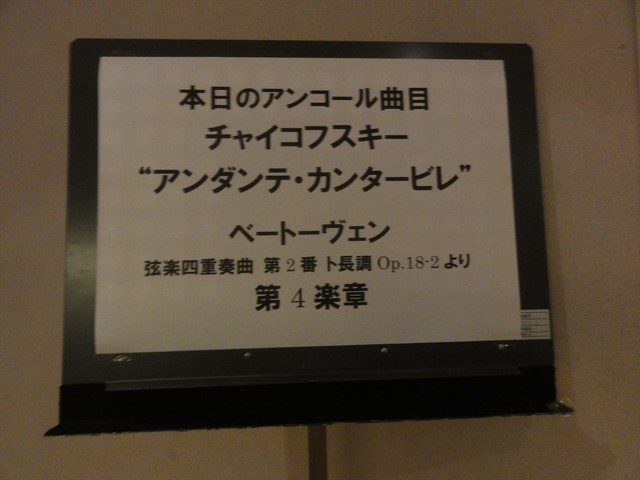 本日のアンコール曲目
チャイコフスキー
“アンダンテ・カンタービレ”
ベートーヴェン
弦楽四重奏曲 第2番 ト長調 Op.18-2 より
第 4 楽章